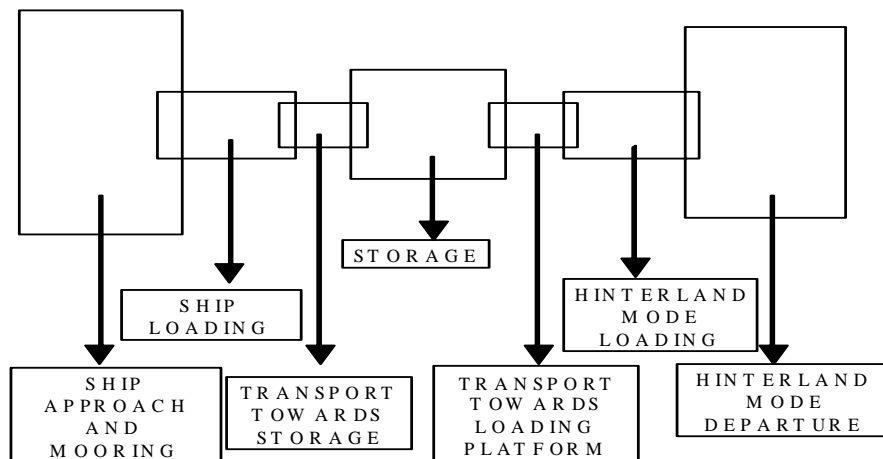 STORAGE
SHIP
LOADING
HINTERLAND
MODE
LOADING
SHIP
APPROACH
AND
MOORING
TRANSPORT
TOWARDS
STORAGE
TRANSPORT
TOWARDS
LOADING
PLATFORM
HINTERLAND
MODE
DEPARTURE